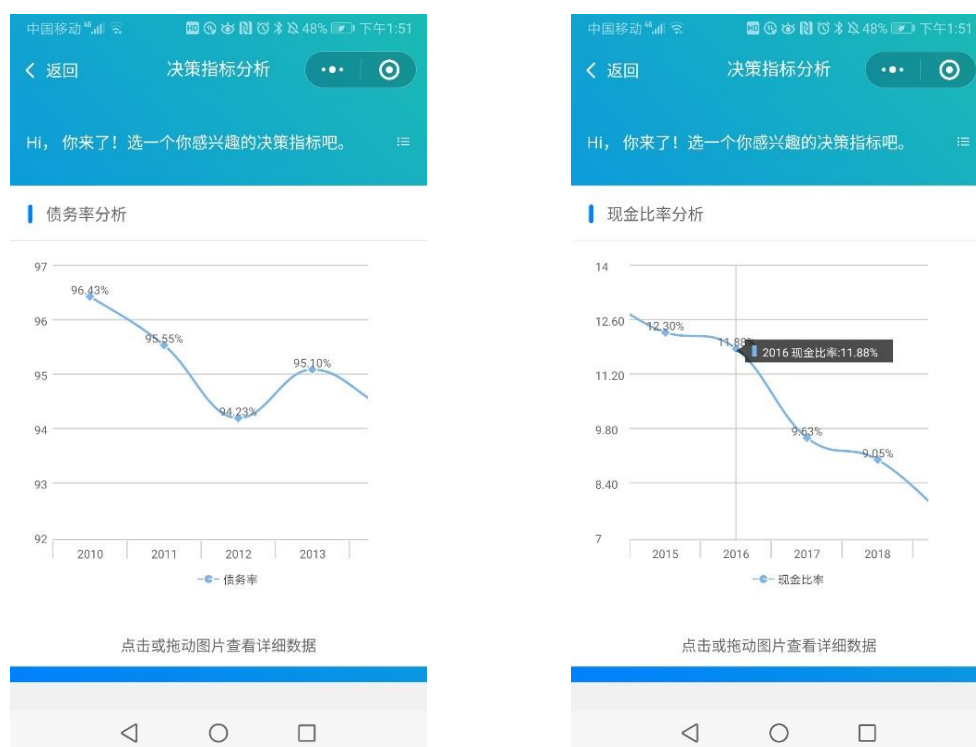 中国移动 48% 下午1:51
返回 决策指标分析
Hi，你来了！选一个你感兴趣的决策指标吧。
债务率分析
97
96
95
94
93
92
96.43%
95.55%
94.23%
95.10%
2010 2011 2012 2013
债务率
点击或拖动图片查看详细数据
中国移动 48% 下午1:51
返回 决策指标分析
Hi，你来了！选一个你感兴趣的决策指标吧。
现金比率分析
14
12.60
11.20
9.80
8.40
7
12.30%
11.88%
2016 现金比率:11.88%
9.63%
9.05%
2015 2016 2017 2018
现金比率
点击或拖动图片查看详细数据